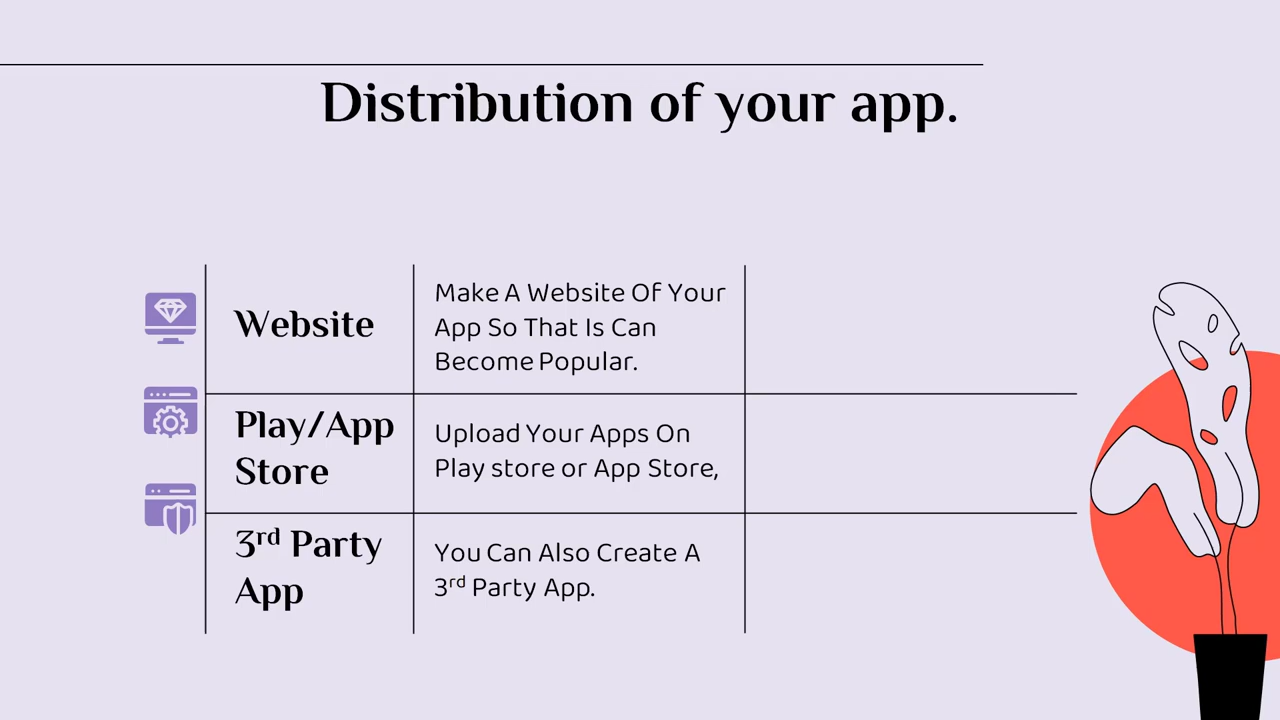 Distribution of your app.
Website
Make A Website Of Your
App So That Is Can
Become Popular.
Play/App
Store
Upload Your Apps On
Play store or App Store,
3rd Party
App
You Can Also Create A
3rd Party App.